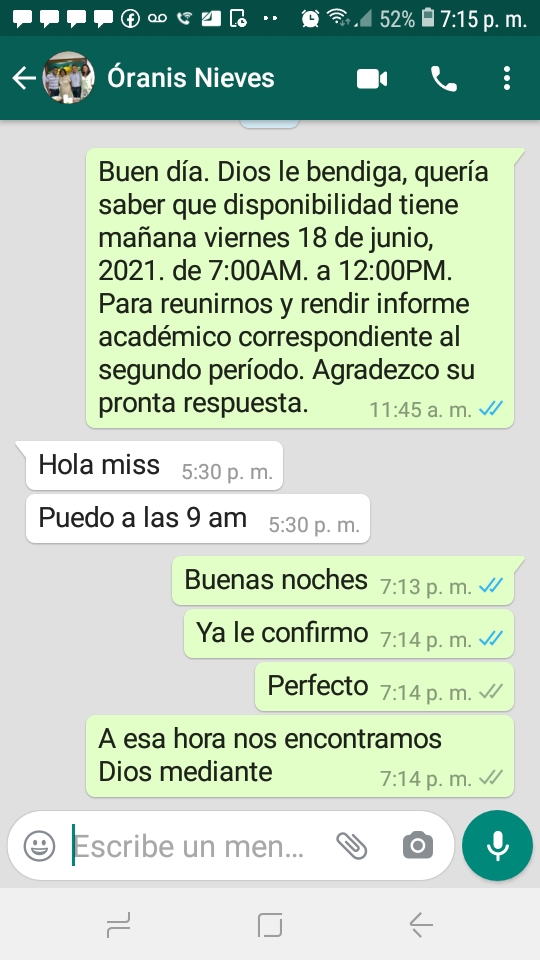 52% 7:15 p. m.
Óranis Nieves
Buen día. Dios le bendiga, quería
saber que disponibilidad tiene
mañana viernes 18 de junio,
2021. de 7:00AM. a 12:00PM.
Para reunirnos y rendir informe
académico correspondiente al
segundo período. Agradezco su
pronta respuesta. 11:45 a. m.
Hola miss 5:30 p. m.
Puedo a las 9 am 5:30 p. m.
Buenas noches 7:13 p. m.
Ya le confirmo 7:14 p. m.
Perfecto 7:14 p. m.
A esa hora nos encontramos
Dios mediante 7:14 p. m.
Escribe un men...